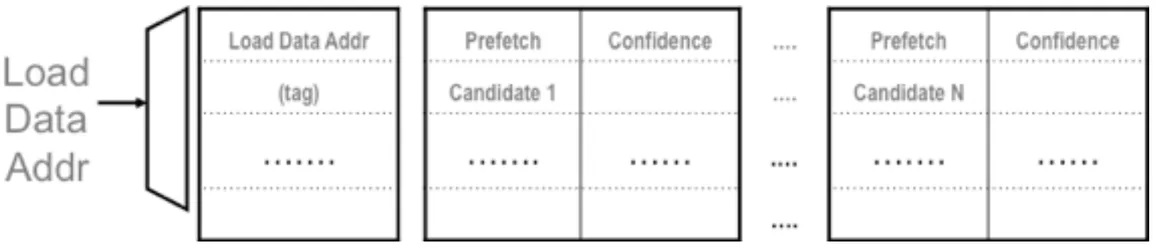 Load
Data
Addr
Load Data Addr Prefetch Confidence .... Prefetch Confidence
(tag) Candidate 1 .... Candidate N
....... ....... ...... .... ....... ......
....